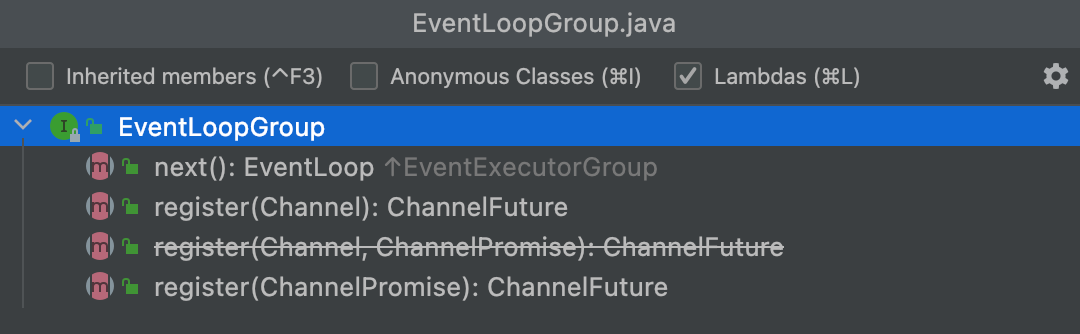 EventLoopGroup.java
Inherited members (^F3) Anonymous Classes (⌘I) Lambdas (⌘L)
I EventLoopGroup
m next(): EventLoop ↑EventExecutorGroup
m register(Channel): ChannelFuture
m register(Channel, ChannelPromise): ChannelFuture
m register(ChannelPromise): ChannelFuture